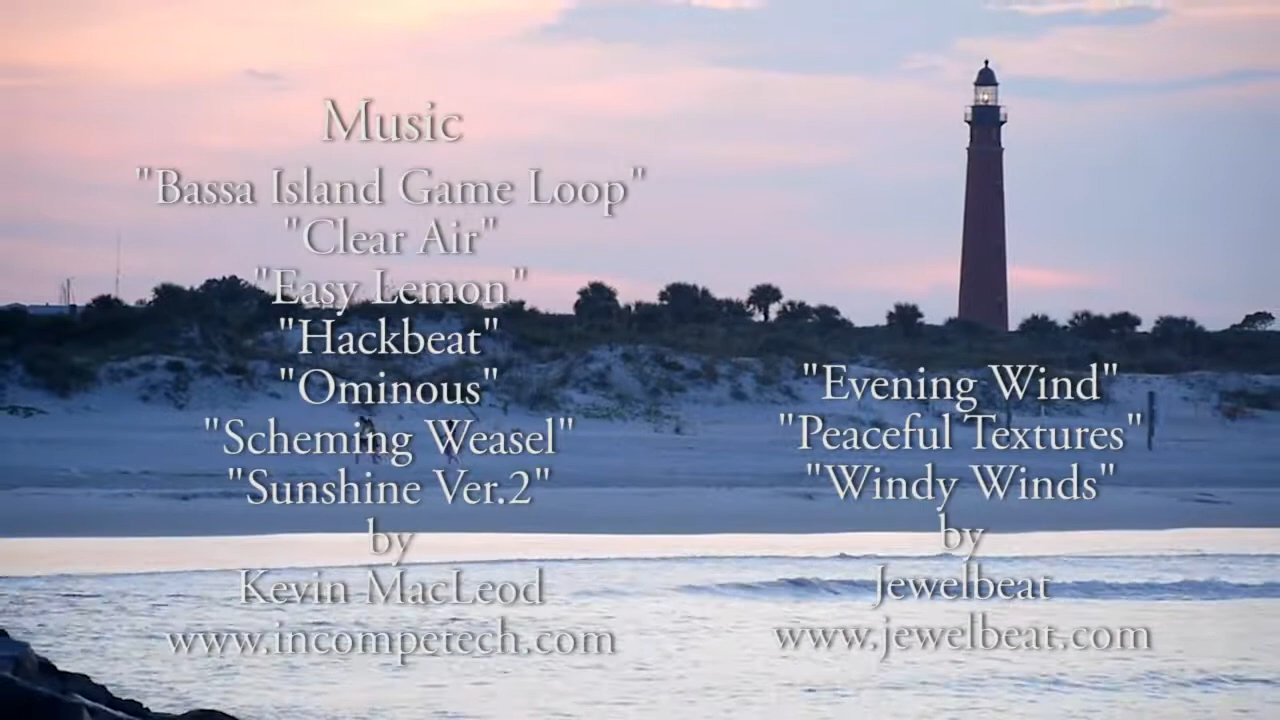 Music
"Bassa Island Game Loop"
"Clear Air"
"Easy Lemon"
"Hackbeat"
"Ominous"
"Scheming Weasel"
"Sunshine Ver.2"
by
Kevin MacLeod
www.incompetech.com
"Evening Wind"
"Peaceful Textures"
"Windy Winds"
by
Jewelbeat
www.jewelbeat.com